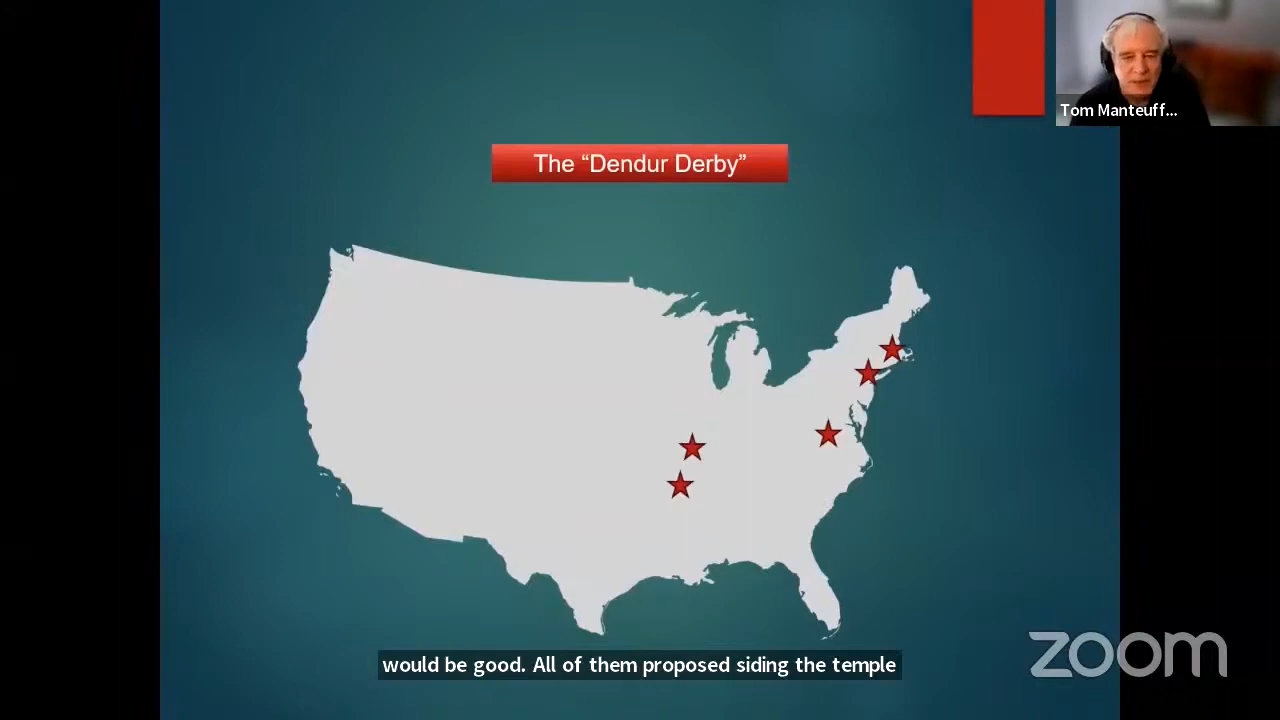 Tom Manteuff...
The “Dendur Derby”
would be good. All of them proposed siding the temple
zoom